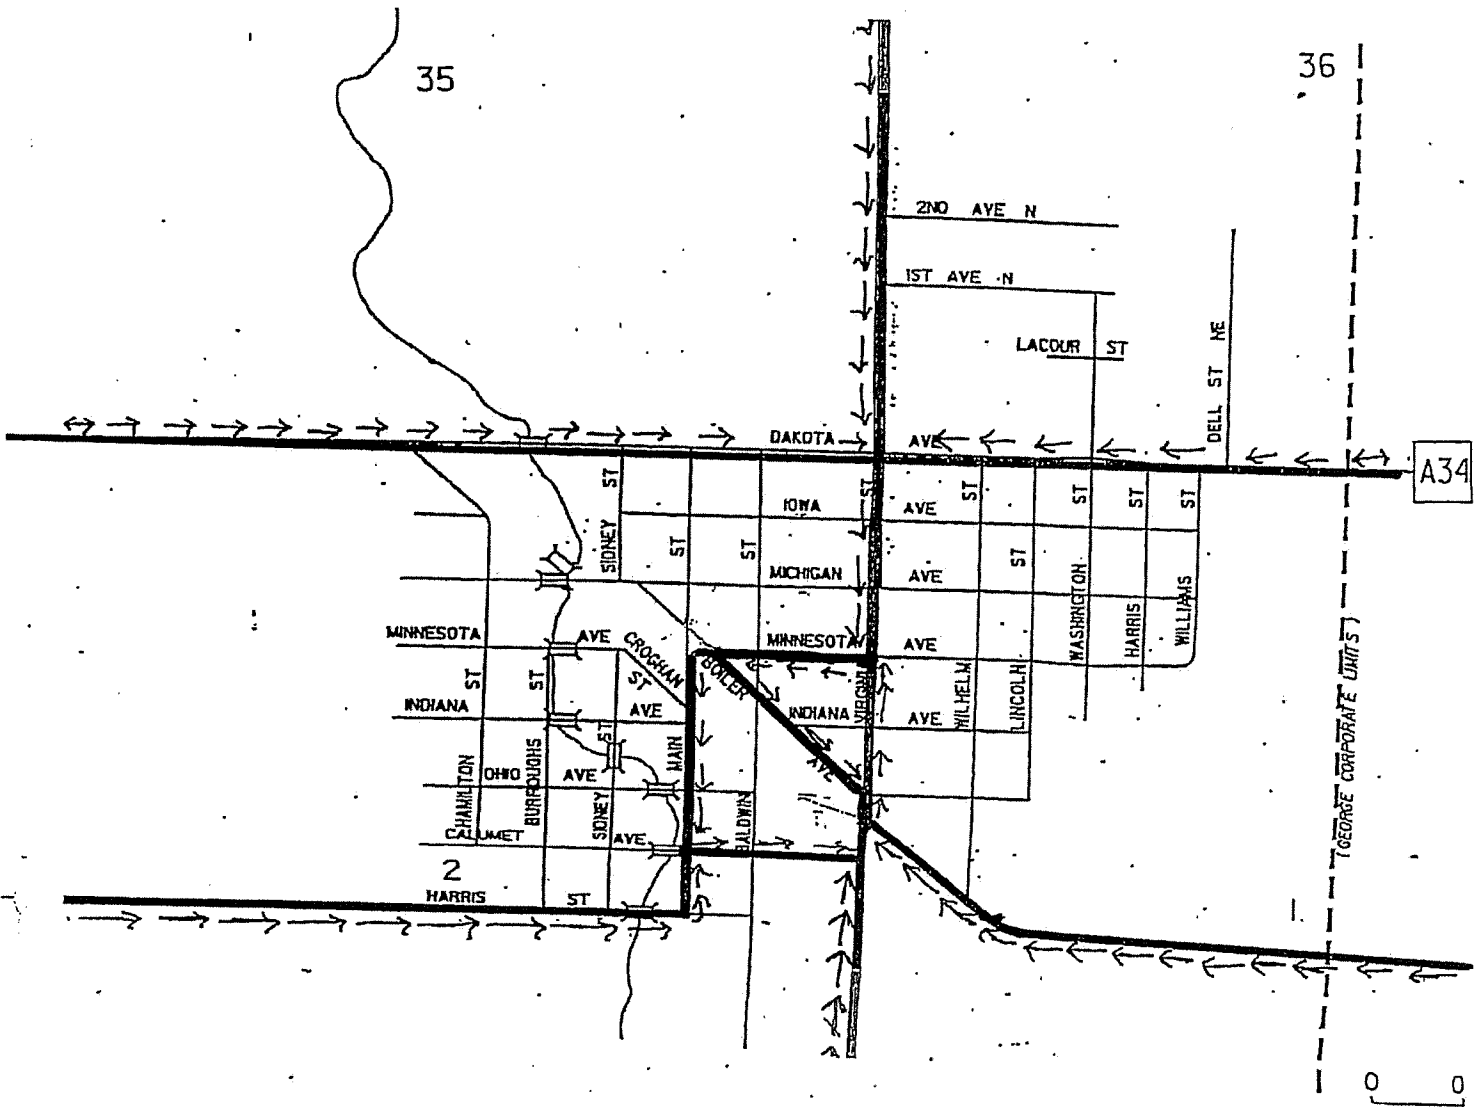 35
36
2ND AVE N
1ST AVE N
LACOUR ST
DELL ST NE
DAKOTA AVE
A34
ST
ST
ST
ST
ST
IOWA AVE
SIDNEY
ST
ST
ST
MICHIGAN AVE
WASHINGTON
HARRIS
WILLIAMS
MINNESOTA AVE
CROGHAN ST
MINNESOTA AVE
BOILER AVE
ST
ST
WILHELM
LINCOLN
(GEORGE CORPORATE LIMITS)
INDIANA AVE
INDIANA AVE
ST
MAIN
HAMILTON
BURROUGHS
OHIO AVE
SIDNEY
BALDWIN
CALUMET AVE
2
HARRIS ST
0 0